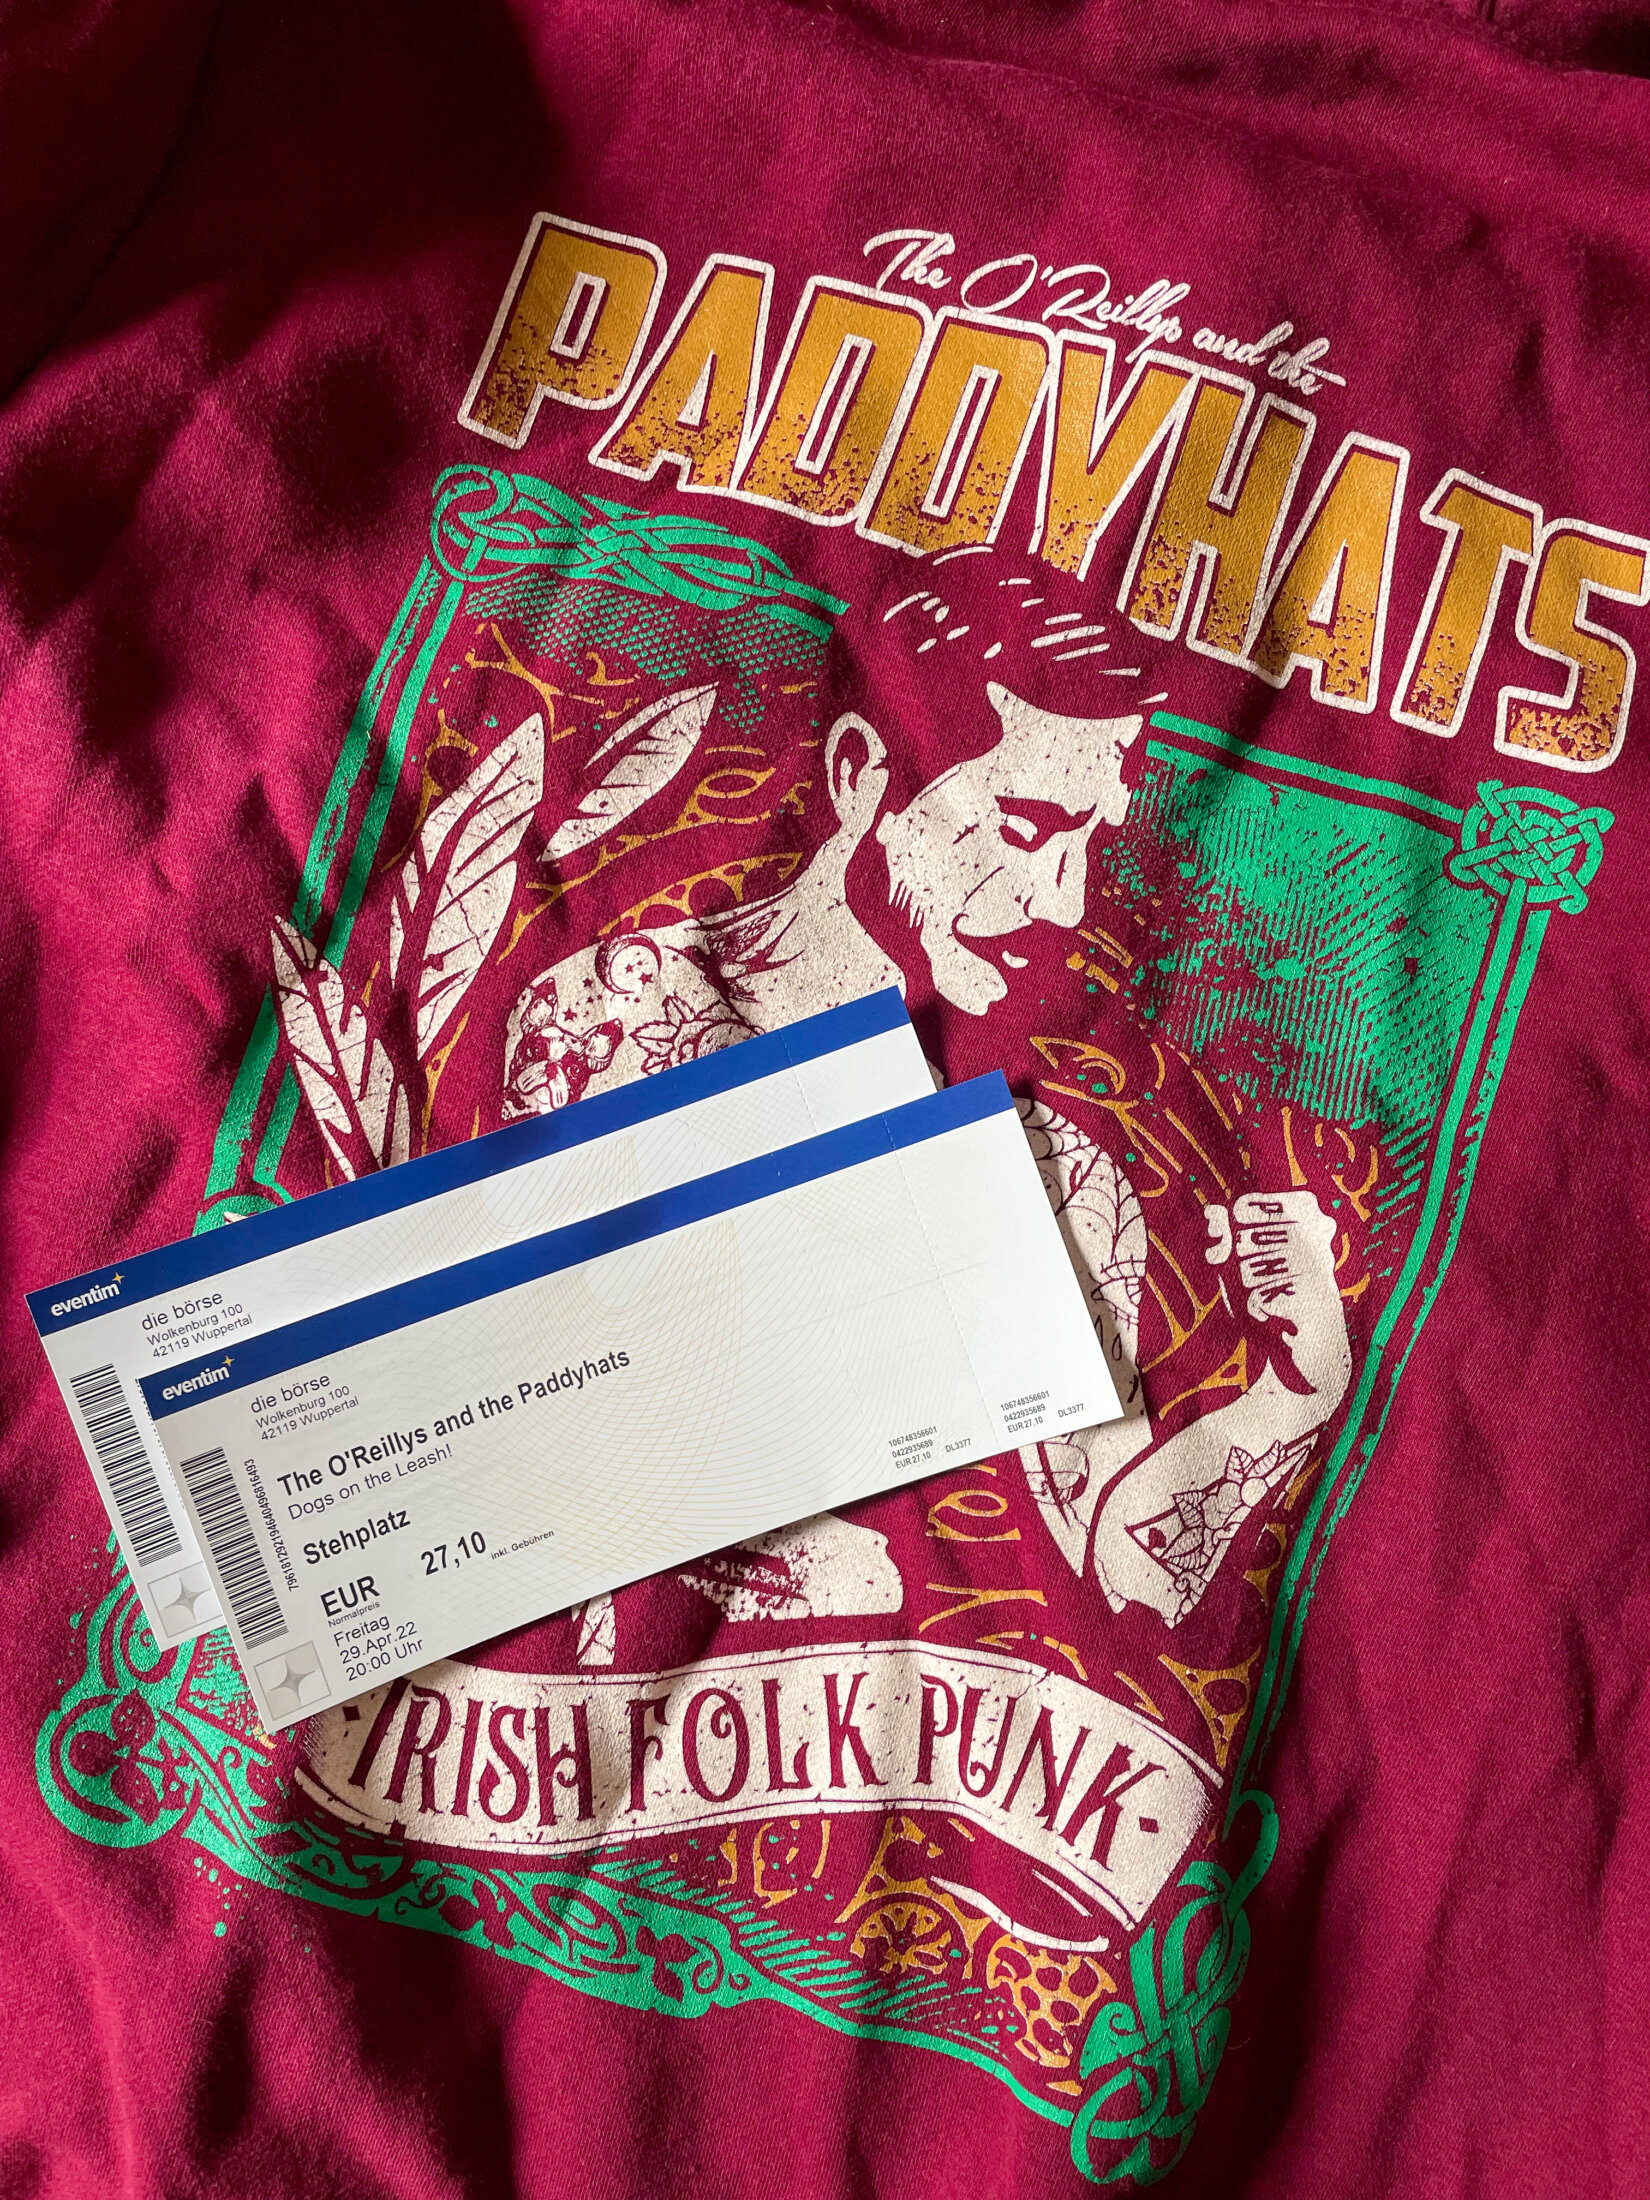 The O'Reillys and the
PADDYHATS
PUNK
eventim
die börse
Wolkenburg 100
42119 Wuppertal
eventim
die börse
Wolkenburg 100
42119 Wuppertal
The O'Reillys and the Paddyhats
Dogs on the Leash!
Stehplatz
EUR 27,10 inkl. Gebühren
Normalpreis
Freitag
29.Apr.22
20:00 Uhr
106748356601
0422935689
EUR 27,10 DL3377
106748356601
0422935689
EUR 27,10 DL3377
IRISH FOLK PUNK